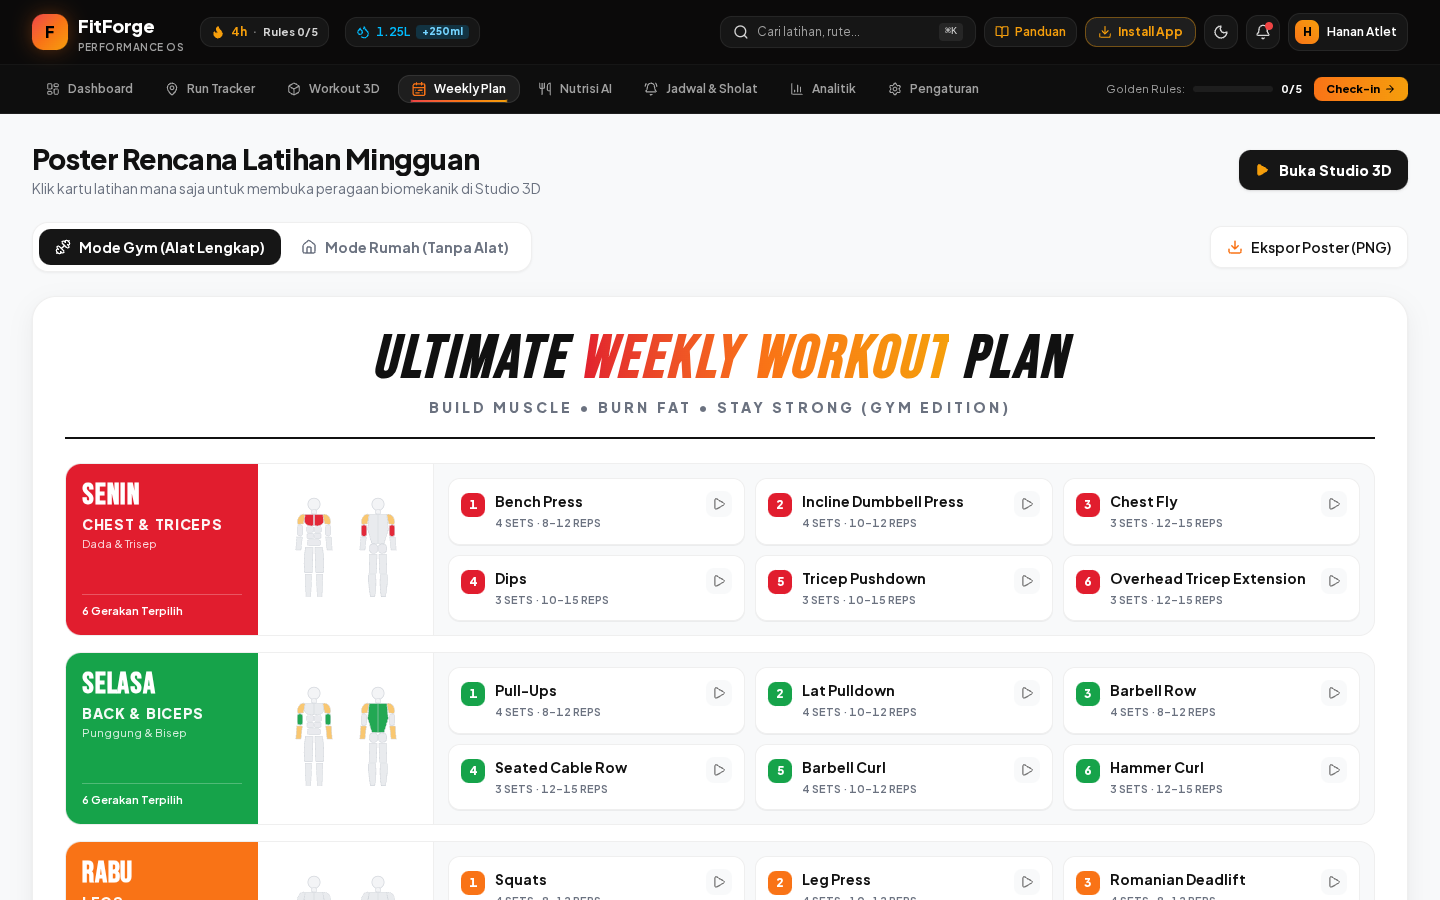 F
FitForge
PERFORMANCE OS
4h · Rules 0/5
1.25L +250ml
Cari latihan, rute...
⌘K
Panduan
Install App
H
Hanan Atlet
Dashboard
Run Tracker
Workout 3D
Weekly Plan
Nutrisi AI
Jadwal & Sholat
Analitik
Pengaturan
Golden Rules:
0/5
Check-in →
Poster Rencana Latihan Mingguan
Klik kartu latihan mana saja untuk membuka peragaan biomekanik di Studio 3D
Buka Studio 3D
Mode Gym (Alat Lengkap)
Mode Rumah (Tanpa Alat)
Ekspor Poster (PNG)
ULTIMATE WEEKLY WORKOUT PLAN
BUILD MUSCLE • BURN FAT • STAY STRONG (GYM EDITION)
SENIN
CHEST & TRICEPS
Dada & Trisep
6 Gerakan Terpilih
1
Bench Press
4 SETS · 8–12 REPS
2
Incline Dumbbell Press
4 SETS · 10–12 REPS
3
Chest Fly
3 SETS · 12–15 REPS
4
Dips
3 SETS · 10–15 REPS
5
Tricep Pushdown
3 SETS · 10–15 REPS
6
Overhead Tricep Extension
3 SETS · 12–15 REPS
SELASA
BACK & BICEPS
Punggung & Bisep
6 Gerakan Terpilih
1
Pull-Ups
4 SETS · 8–12 REPS
2
Lat Pulldown
4 SETS · 10–12 REPS
3
Barbell Row
4 SETS · 8–12 REPS
4
Seated Cable Row
3 SETS · 12–15 REPS
5
Barbell Curl
4 SETS · 10–12 REPS
6
Hammer Curl
3 SETS · 12–15 REPS
RABU
1
Squats
2
Leg Press
3
Romanian Deadlift